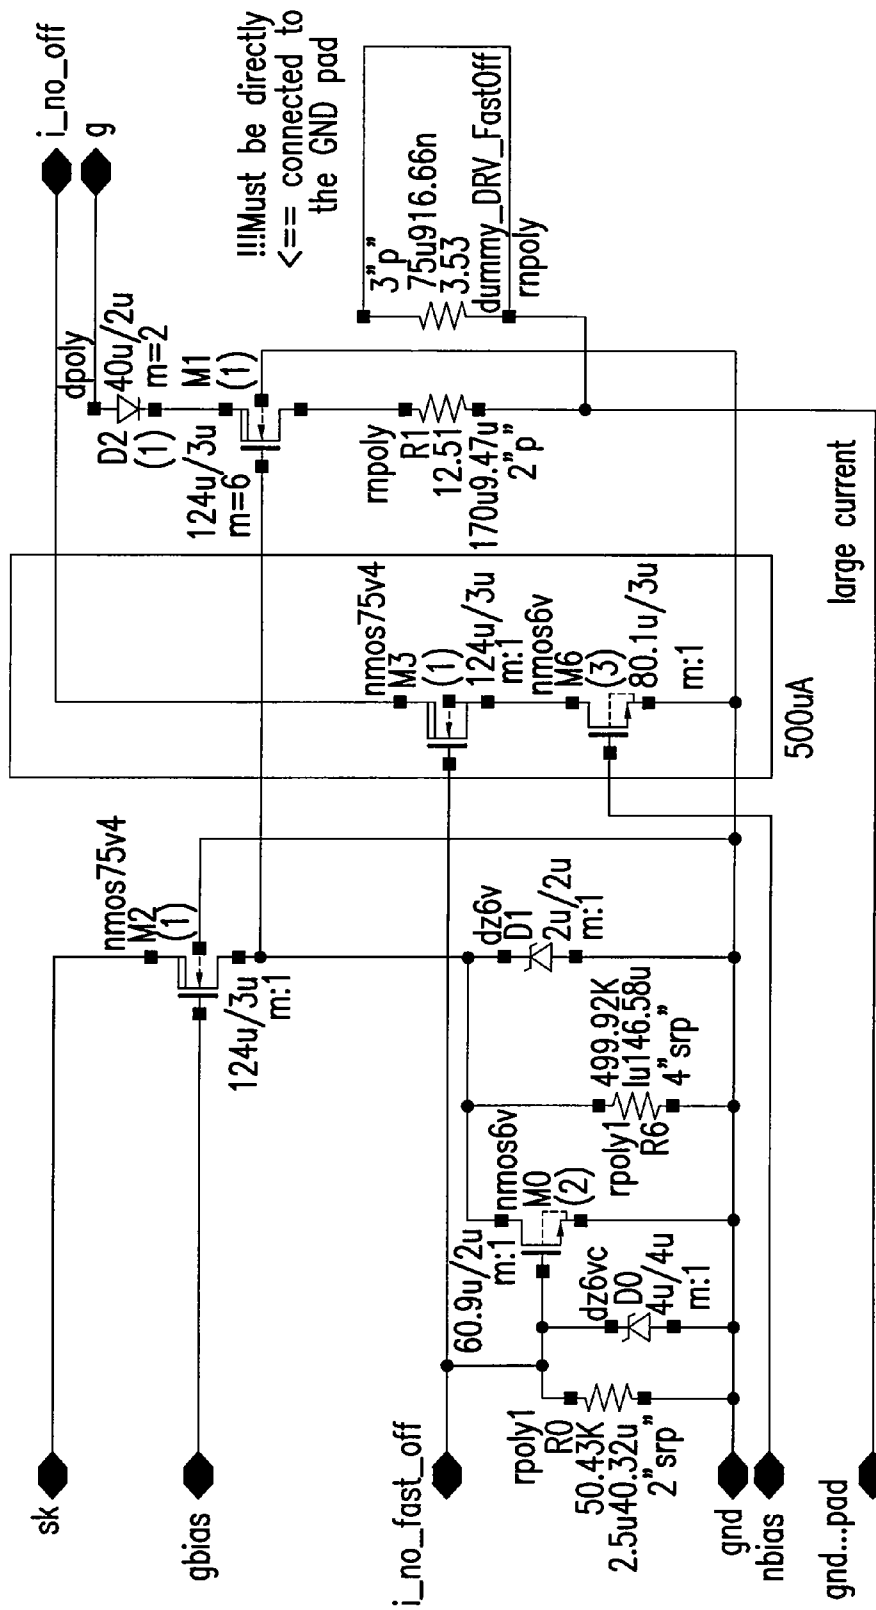 i_no_off
g
!!!Must be directly
<== connected to
the GND pad
dpoly
40u/2u
m=2
D2
(1)
M1
(1)
124u/3u
m=6
3"p"
75u916.66n
3.53
dummy_DRV_FastOff
rnpoly
rnpoly
R1
12.51
170u9.47u
2"p"
large current
nmos75v4
M3
(1)
124u/3u
m:1
nmos6v
M6
(3)
80.1u/3u
m:1
500uA
nmos75v4
M2
(1)
124u/3u
m:1
dz6v
D1
2u/2u
m:1
499.92K
lu146.58u
4"srp"
rpoly1
R6
nmos6v
M0
(2)
60.9u/2u
m:1
dz6vc
D0
4u/4u
m:1
rpoly1
R0
50.43K
2.5u40.32u
2"srp"
sk
gbias
i_no_fast_off
gnd
nbias
gnd...pad